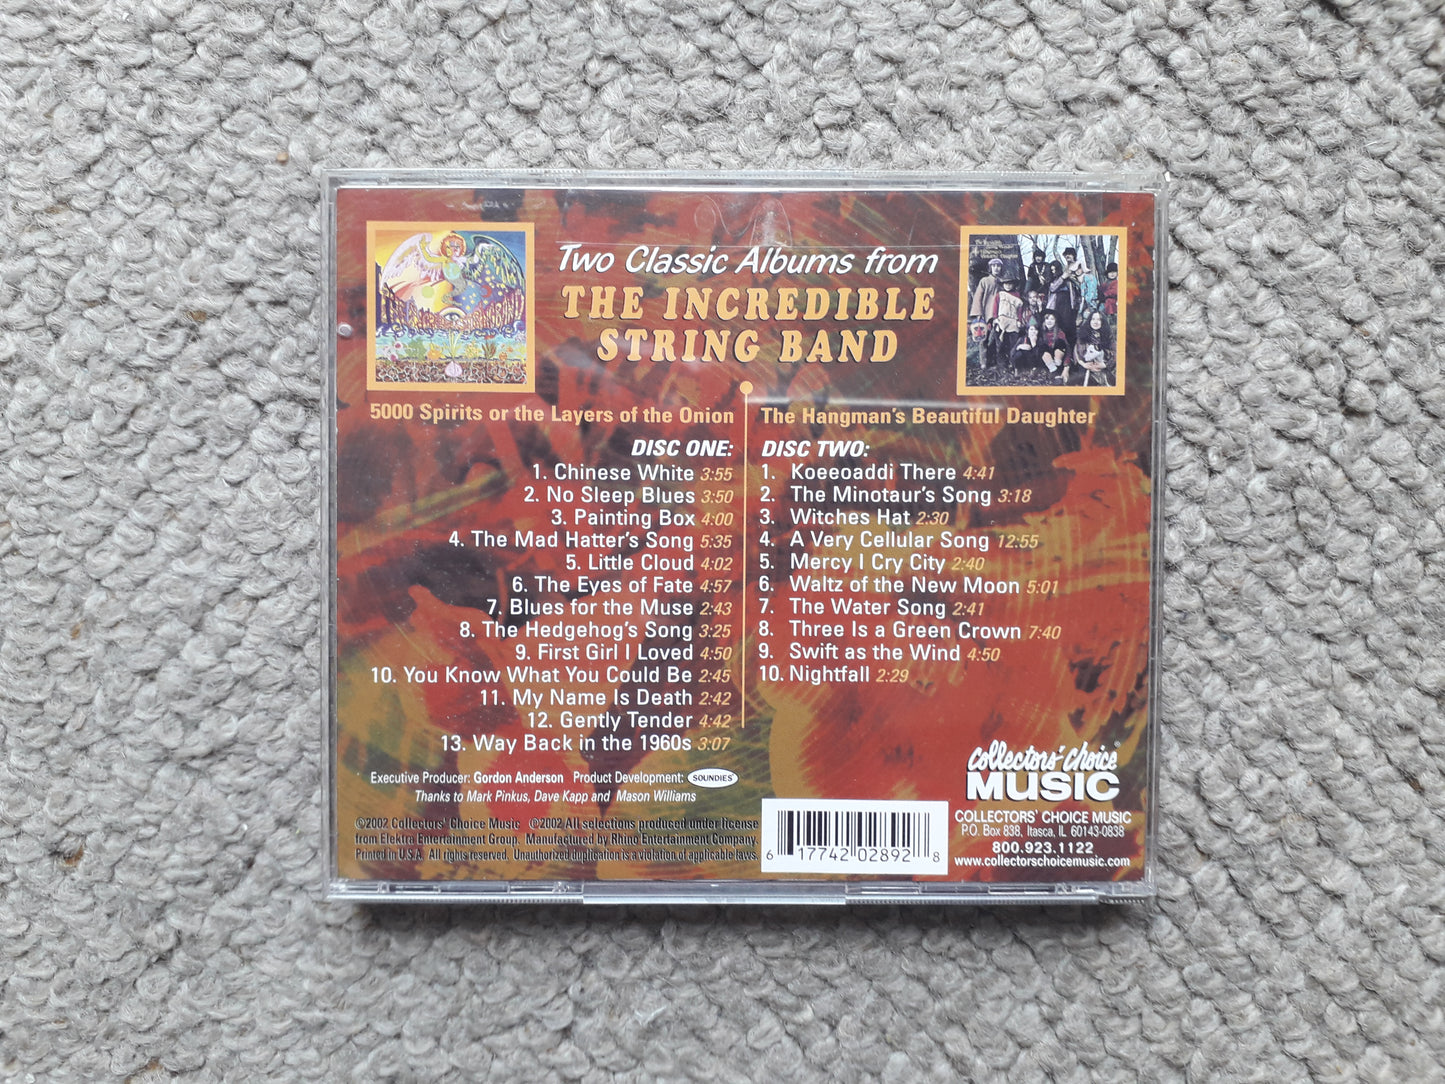 Two Classic Albums from
THE INCREDIBLE
STRING BAND
5000 Spirits or the Layers of the Onion
DISC ONE:
1. Chinese White 3:55
2. No Sleep Blues 3:50
3. Painting Box 4:00
4. The Mad Hatter's Song 5:35
5. Little Cloud 4:02
6. The Eyes of Fate 4:57
7. Blues for the Muse 2:43
8. The Hedgehog's Song 3:25
9. First Girl I Loved 4:50
10. You Know What You Could Be 2:45
11. My Name Is Death 2:42
12. Gently Tender 4:42
13. Way Back in the 1960s 3:07
The Hangman's Beautiful Daughter
DISC TWO:
1. Koeeoaddi There 4:41
2. The Minotaur's Song 3:18
3. Witches Hat 2:30
4. A Very Cellular Song 12:55
5. Mercy I Cry City 2:40
6. Waltz of the New Moon 5:01
7. The Water Song 2:41
8. Three Is a Green Crown 7:40
9. Swift as the Wind 4:50
10. Nightfall 2:29
Executive Producer: Gordon Anderson Product Development: SOUNDIES
Thanks to Mark Pinkus, Dave Kapp and Mason Williams
℗2002 Collectors' Choice Music ©2002 All selections produced under license
from Elektra Entertainment Group. Manufactured by Rhino Entertainment Company.
Printed in U.S.A. All rights reserved. Unauthorized duplication is a violation of applicable laws.
6 17742 02892 8
Collectors' Choice®
MUSIC
COLLECTORS' CHOICE MUSIC
P.O. Box 838, Itasca, IL 60143-0838
800.923.1122
www.collectorschoicemusic.com